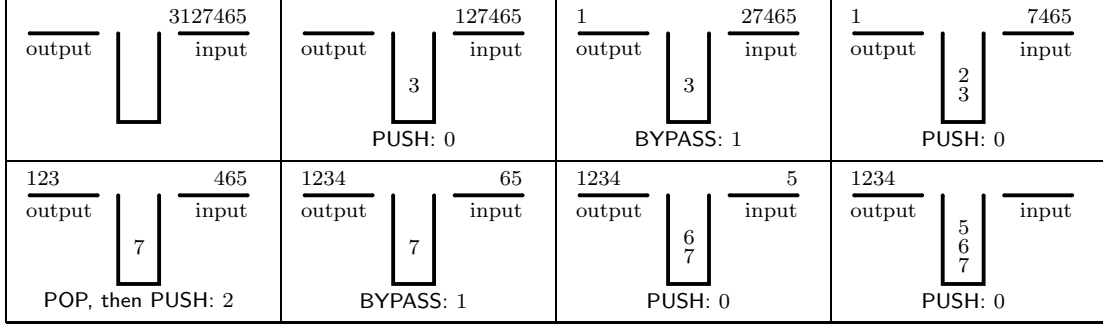 3127465
output input
127465
output input
3
PUSH: 0
1 27465
output input
3
BYPASS: 1
1 7465
output input
2
3
PUSH: 0
123 465
output input
7
POP, then PUSH: 2
1234 65
output input
7
BYPASS: 1
1234 5
output input
6
7
PUSH: 0
1234
output input
5
6
7
PUSH: 0